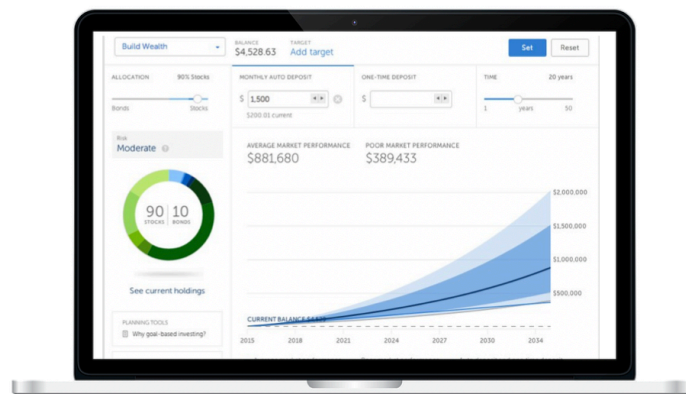 Build Wealth
BALANCE
$4,528.63
TARGET
Add target
Set
Reset
ALLOCATION 90% Stocks
Bonds Stocks
MONTHLY AUTO DEPOSIT
$ 1,500
$200.01 current
ONE-TIME DEPOSIT
$
TIME 20 years
1 years 50
Risk
Moderate
90 10
STOCKS BONDS
See current holdings
PLANNING TOOLS
Why goal-based investing?
AVERAGE MARKET PERFORMANCE
$881,680
POOR MARKET PERFORMANCE
$389,433
$2,000,000
$1,500,000
$1,000,000
$500,000
CURRENT BALANCE
2015 2018 2021 2024 2027 2030 2034